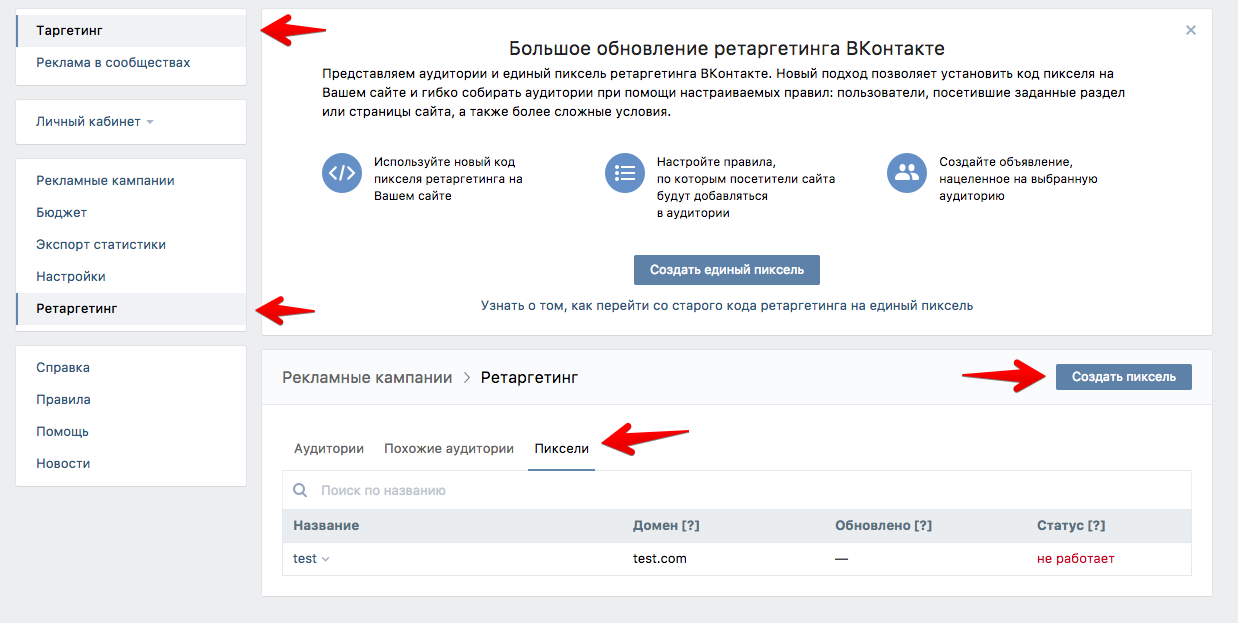 Таргетинг
Реклама в сообществах
Личный кабинет
Рекламные кампании
Бюджет
Экспорт статистики
Настройки
Ретаргетинг
Справка
Правила
Помощь
Новости
Большое обновление ретаргетинга ВКонтакте
Представляем аудитории и единый пиксель ретаргетинга ВКонтакте. Новый подход позволяет установить код пикселя на
Вашем сайте и гибко собирать аудитории при помощи настраиваемых правил: пользователи, посетившие заданные раздел
или страницы сайта, а также более сложные условия.
Используйте новый код
пикселя ретаргетинга на
Вашем сайте
Настройте правила,
по которым посетители сайта
будут добавляться
в аудитории
Создайте объявление,
нацеленное на выбранную
аудиторию
Создать единый пиксель
Узнать о том, как перейти со старого кода ретаргетинга на единый пиксель
Рекламные кампании > Ретаргетинг
Создать пиксель
Аудитории Похожие аудитории Пиксели
Поиск по названию
Название Домен [?] Обновлено [?] Статус [?]
test test.com — не работает